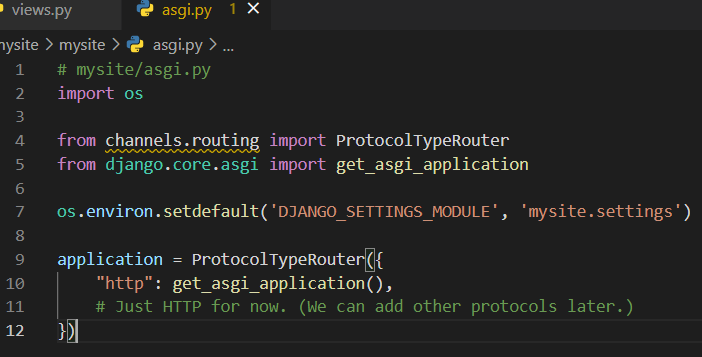 views.py asgi.py 1 ×
mysite > mysite > asgi.py > ...
1 # mysite/asgi.py
2 import os
3
4 from channels.routing import ProtocolTypeRouter
5 from django.core.asgi import get_asgi_application
6
7 os.environ.setdefault('DJANGO_SETTINGS_MODULE', 'mysite.settings')
8
9 application = ProtocolTypeRouter({
10     "http": get_asgi_application(),
11     # Just HTTP for now. (We can add other protocols later.)
12 })